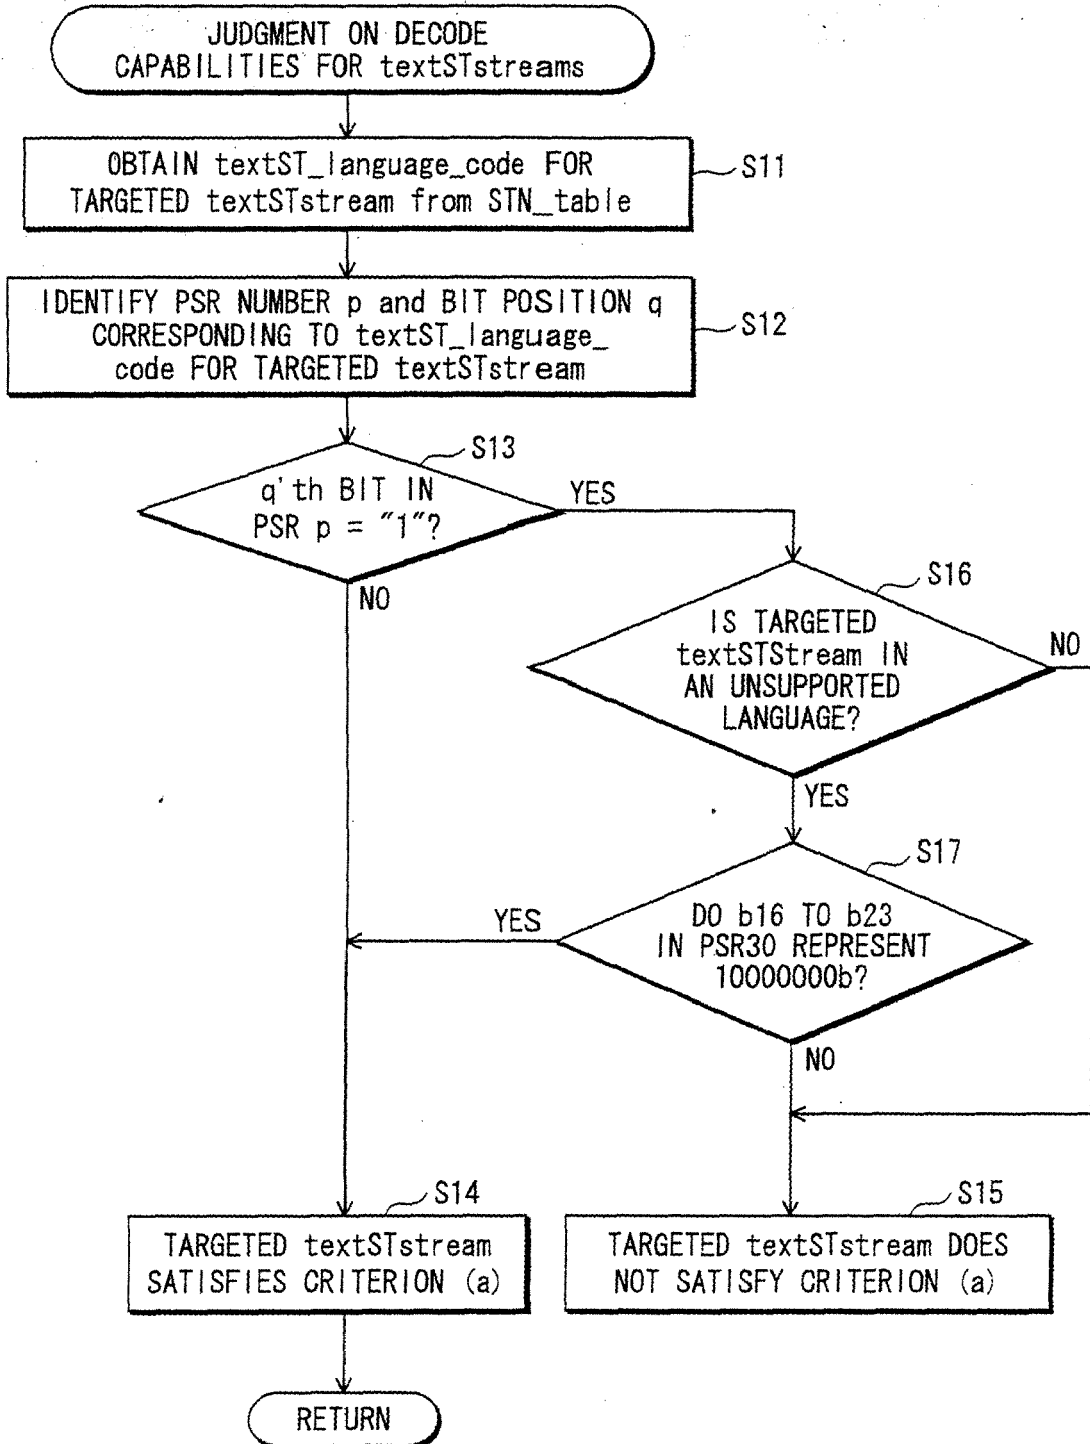 JUDGMENT ON DECODE
CAPABILITIES FOR textSTstreams
OBTAIN textST_language_code FOR
TARGETED textSTstream from STN_table
S11
IDENTIFY PSR NUMBER p and BIT POSITION q
CORRESPONDING TO textST_language_
code FOR TARGETED textSTstream
S12
S13
q'th BIT IN
PSR p = "1"?
YES
NO
S16
IS TARGETED
textSTStream IN
AN UNSUPPORTED
LANGUAGE?
NO
YES
S17
DO b16 TO b23
IN PSR30 REPRESENT
10000000b?
YES
NO
S14
TARGETED textSTstream
SATISFIES CRITERION (a)
S15
TARGETED textSTstream DOES
NOT SATISFY CRITERION (a)
RETURN